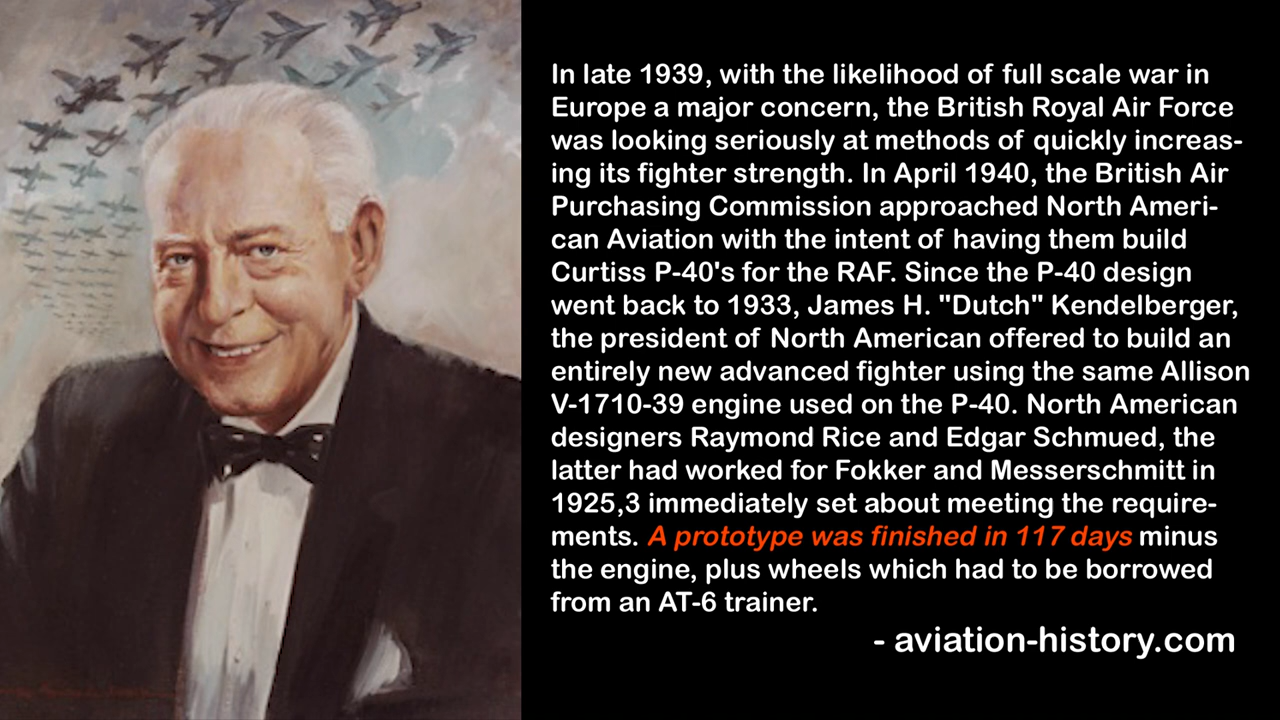 In late 1939, with the likelihood of full scale war in
Europe a major concern, the British Royal Air Force
was looking seriously at methods of quickly increas-
ing its fighter strength. In April 1940, the British Air
Purchasing Commission approached North Ameri-
can Aviation with the intent of having them build
Curtiss P-40's for the RAF. Since the P-40 design
went back to 1933, James H. "Dutch" Kendelberger,
the president of North American offered to build an
entirely new advanced fighter using the same Allison
V-1710-39 engine used on the P-40. North American
designers Raymond Rice and Edgar Schmued, the
latter had worked for Fokker and Messerschmitt in
1925,3 immediately set about meeting the require-
ments. A prototype was finished in 117 days minus
the engine, plus wheels which had to be borrowed
from an AT-6 trainer.
- aviation-history.com